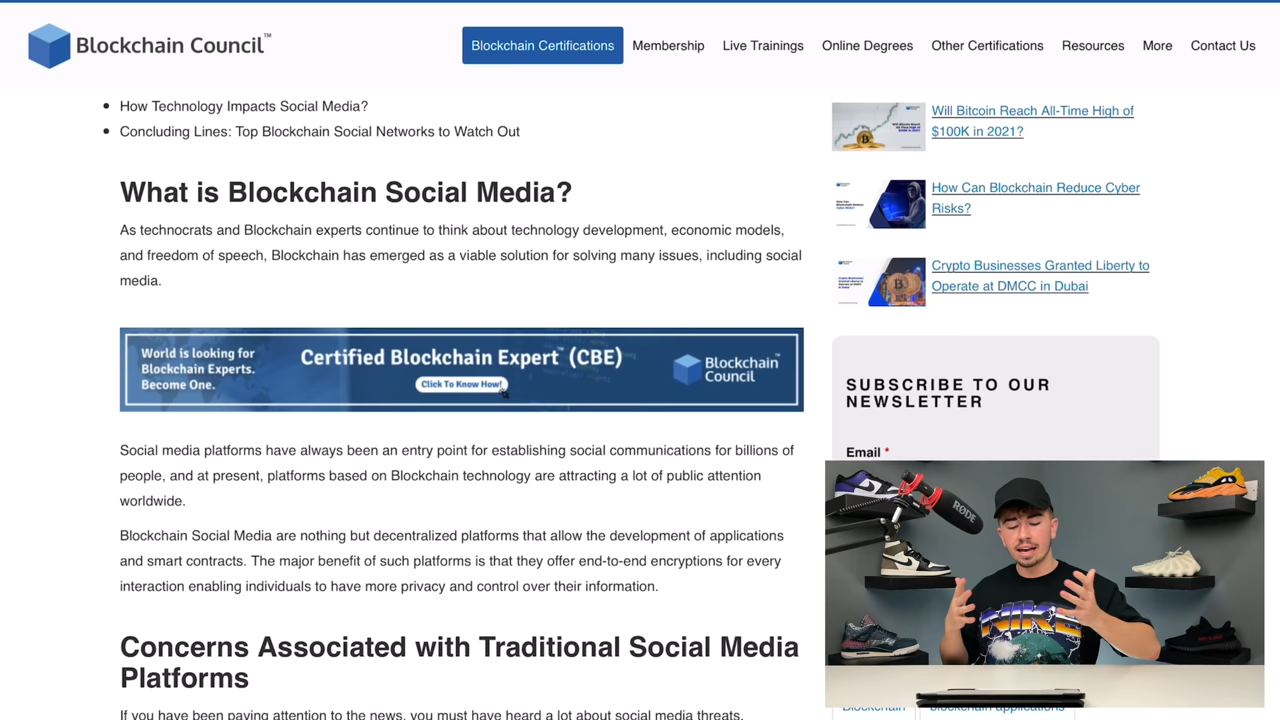 Blockchain Council™
Blockchain Certifications
Membership
Live Trainings
Online Degrees
Other Certifications
Resources
More
Contact Us
How Technology Impacts Social Media?
Concluding Lines: Top Blockchain Social Networks to Watch Out
What is Blockchain Social Media?
As technocrats and Blockchain experts continue to think about technology development, economic models,
and freedom of speech, Blockchain has emerged as a viable solution for solving many issues, including social
media.
World is looking for
Blockchain Experts.
Become One.
Certified Blockchain Expert™ (CBE)
Click To Know How!
Blockchain™
Council
Social media platforms have always been an entry point for establishing social communications for billions of
people, and at present, platforms based on Blockchain technology are attracting a lot of public attention
worldwide.
Blockchain Social Media are nothing but decentralized platforms that allow the development of applications
and smart contracts. The major benefit of such platforms is that they offer end-to-end encryptions for every
interaction enabling individuals to have more privacy and control over their information.
Concerns Associated with Traditional Social Media
Platforms
If you have been paying attention to the news, you must have heard a lot about social media threats.
Will Bitcoin Reach All-Time High of
$100K in 2021?
How Can Blockchain Reduce Cyber
Risks?
Crypto Businesses Granted Liberty to
Operate at DMCC in Dubai
SUBSCRIBE TO OUR
NEWSLETTER
Email *
RØDE
NIKE
Blockchain
blockchain applications